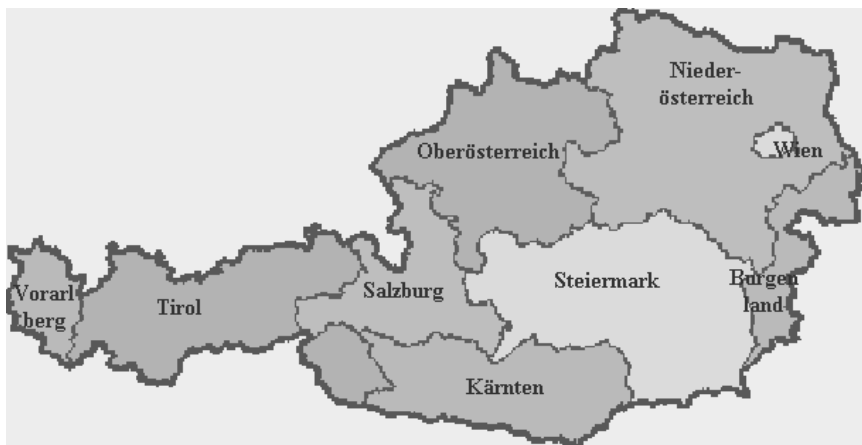 Nieder-
österreich
Oberösterreich
Wien
Vorarl
berg
Tirol
Salzburg
Steiermark
Burgen
land
Kärnten